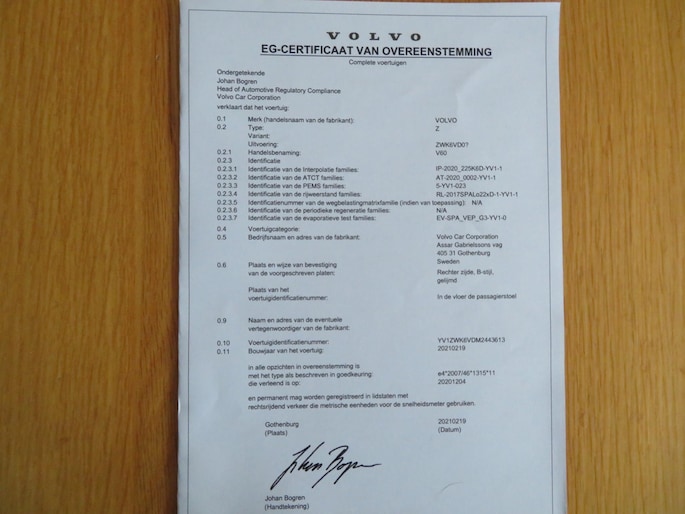 VOLVO
EG-CERTIFICAAT VAN OVEREENSTEMMING
Complete voertuigen
Ondergetekende
Johan Bogren
Head of Automotive Regulatory Compliance
Volvo Car Corporation
verklaart dat het voertuig:
0.1 Merk (handelsnaam van de fabrikant): VOLVO
0.2 Type: Z
Variant:
Uitvoering: ZWK6VD0?
0.2.1 Handelsbenaming: V60
0.2.3 Identificatie
0.2.3.1 Identificatie van de Interpolatie families: IP-2020_225K6D-YV1-1
0.2.3.2 Identificatie van de ATCT families: AT-2020_0002-YV1-1
0.2.3.3 Identificatie van de PEMS families: 5-YV1-023
0.2.3.4 Identificatie van de rijweerstand families: RL-2017SPALo22xD-1-YV1-1
0.2.3.5 Identificatienummer van de wegbelastingmatrixfamilie (indien van toepassing): N/A
0.2.3.6 Identificatie van de periodieke regeneratie families: N/A
0.2.3.7 Identificatie van de evaporatieve test families: EV-SPA_VEP_G3-YV1-0
0.4 Voertuigcategorie:
0.5 Bedrijfsnaam en adres van de fabrikant: Volvo Car Corporation
Assar Gabrielssons vag
405 31 Gothenburg
Sweden
0.6 Plaats en wijze van bevestiging
van de voorgeschreven platen: Rechter zijde, B-stijl,
gelijmd
Plaats van het
voertuigidentificatienummer: In de vloer de passagierstoel
0.9 Naam en adres van de eventuele
vertegenwoordiger van de fabrikant:
0.10 Voertuigidentificatienummer: YV1ZWK6VDM2443613
0.11 Bouwjaar van het voertuig: 20210219
in alle opzichten in overeenstemming is
met het type als beschreven in goedkeuring: e4*2007/46*1315*11
die verleend is op: 20201204
en permanent mag worden geregistreerd in lidstaten met
rechtsrijdend verkeer die metrische eenheden voor de snelheidsmeter gebruiken.
Gothenburg 20210219
(Plaats) (Datum)
Johan Bogren
Johan Bogren
(Handtekening)